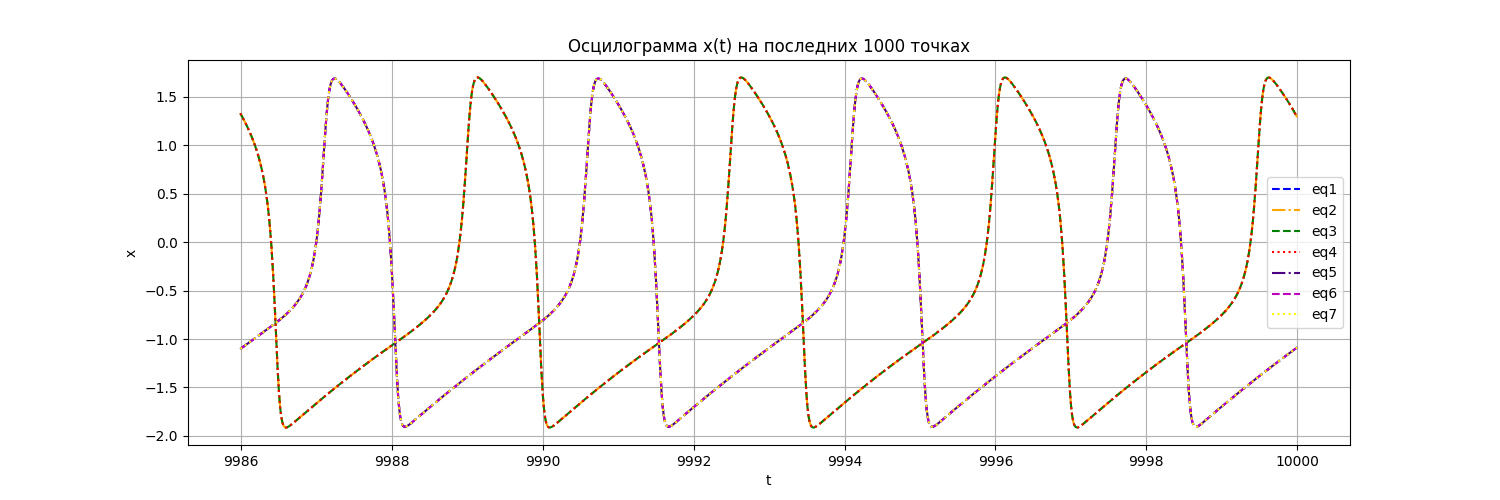 Осцилограмма x(t) на последних 1000 точках
x
1.5
1.0
0.5
0.0
−0.5
−1.0
−1.5
−2.0
eq1
eq2
eq3
eq4
eq5
eq6
eq7
9986
9988
9990
9992
9994
9996
9998
10000
t